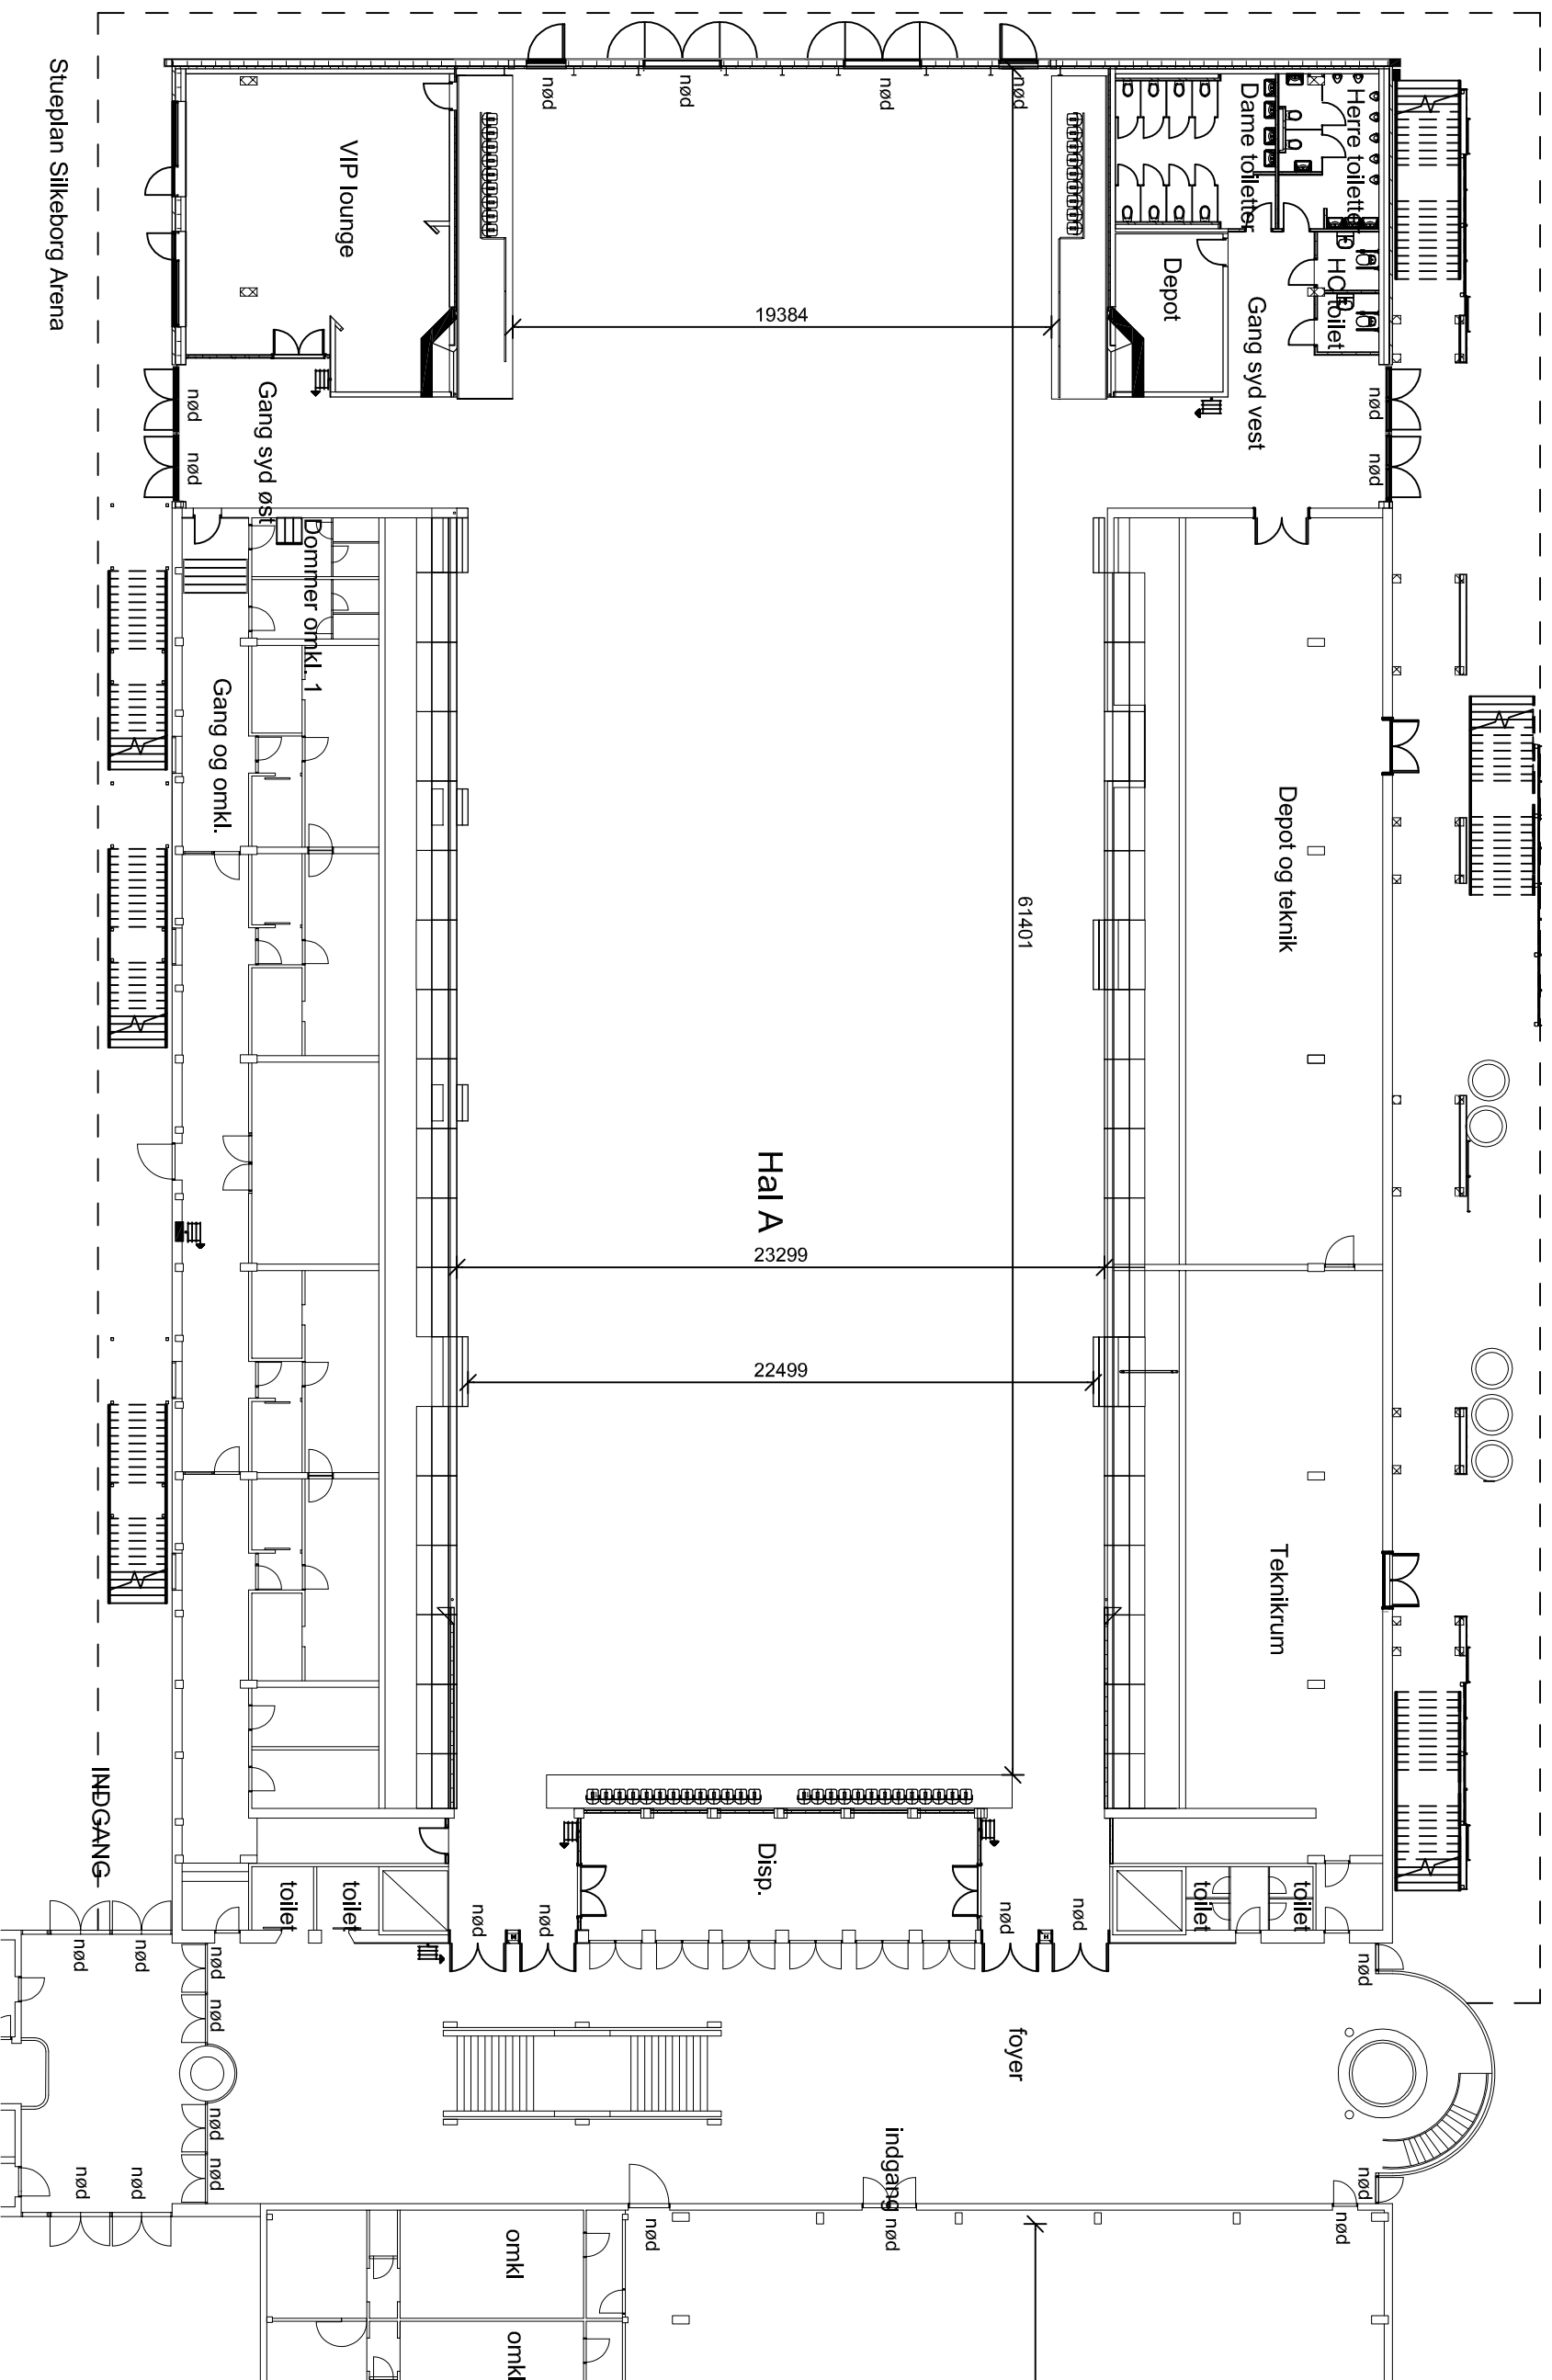 Stueplan Silkeborg Arena
nød
nød
nød
nød
Dame toiletter
Herre toiletter
VIP lounge
HC toilet
Depot
Gang syd vest
19384
Gang syd øst
nød
nød
nød
nød
Dommer omkl. 1
Gang og omkl.
Depot og teknik
61401
Hal A
23299
22499
Teknikrum
INDGANG
Disp.
toilet
toilet
toilet
toilet
nød
nød
nød
nød
nød
nød
nød
nød
nød
foyer
nød
nød
nød
nød
nød
indgang
nød
nød
nød
nød
omkl
omkl